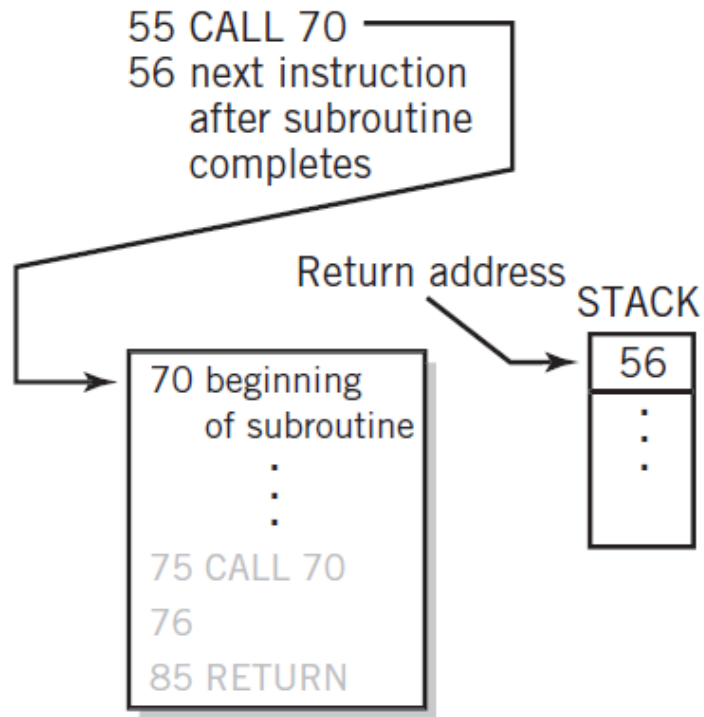 55 CALL 70
56 next instruction
after subroutine
completes
Return address
STACK
56
70 beginning
of subroutine
75 CALL 70
76
85 RETURN